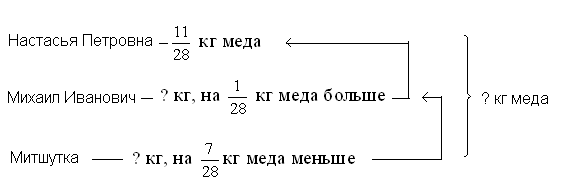 Настасья Петровна – 11/28 кг меда
Михаил Иванович – ? кг, на 1/28 кг меда больше
? кг меда
Митшутка — ? кг, на 7/28 кг меда меньше